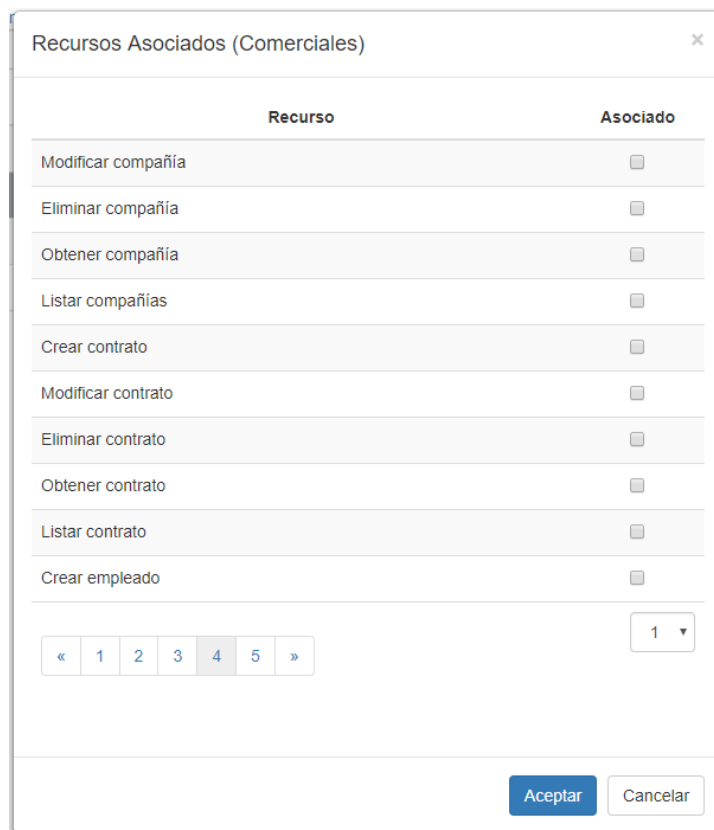 Recursos Asociados (Comerciales) ×
Recurso Asociado
Modificar compañía
Eliminar compañía
Obtener compañía
Listar compañías
Crear contrato
Modificar contrato
Eliminar contrato
Obtener contrato
Listar contrato
Crear empleado
« 1 2 3 4 5 »
1
Aceptar Cancelar